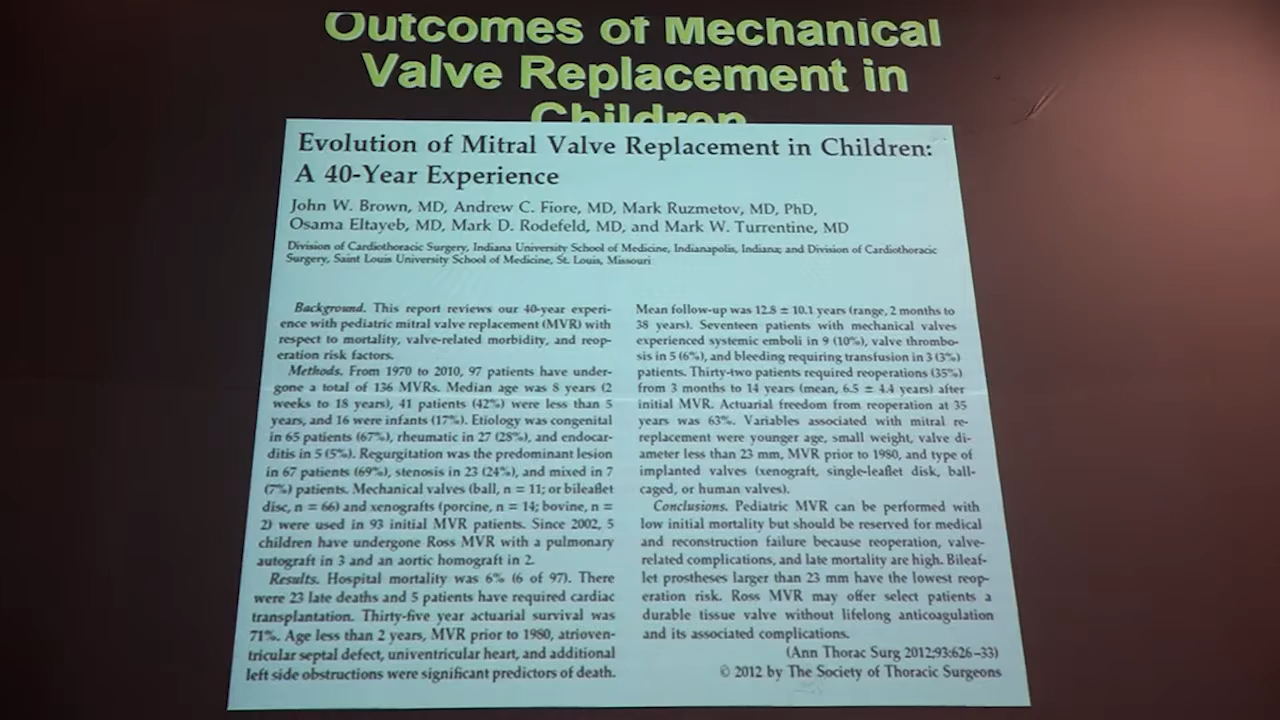 Outcomes of Mechanical
Valve Replacement in
Children
Evolution of Mitral Valve Replacement in Children:
A 40-Year Experience
John W. Brown, MD, Andrew C. Fiore, MD, Mark Ruzmetov, MD, PhD,
Osama Eltayeb, MD, Mark D. Rodefeld, MD, and Mark W. Turrentine, MD
Division of Cardiothoracic Surgery, Indiana University School of Medicine, Indianapolis, Indiana; and Division of Cardiothoracic
Surgery, Saint Louis University School of Medicine, St. Louis, Missouri
Background. This report reviews our 40-year experi-
ence with pediatric mitral valve replacement (MVR) with
respect to mortality, valve-related morbidity, and reop-
eration risk factors.
Methods. From 1970 to 2010, 97 patients have under-
gone a total of 136 MVRs. Median age was 8 years (2
weeks to 18 years), 41 patients (42%) were less than 5
years, and 16 were infants (17%). Etiology was congenital
in 65 patients (67%), rheumatic in 27 (28%), and endocar-
ditis in 5 (5%). Regurgitation was the predominant lesion
in 67 patients (69%), stenosis in 23 (24%), and mixed in 7
(7%) patients. Mechanical valves (ball, n = 11; or bileaflet
disc, n = 66) and xenografts (porcine, n = 14; bovine, n =
2) were used in 93 initial MVR patients. Since 2002, 5
children have undergone Ross MVR with a pulmonary
autograft in 3 and an aortic homograft in 2.
Results. Hospital mortality was 6% (6 of 97). There
were 23 late deaths and 5 patients have required cardiac
transplantation. Thirty-five year actuarial survival was
71%. Age less than 2 years, MVR prior to 1980, atrioven-
tricular septal defect, univentricular heart, and additional
left side obstructions were significant predictors of death.
Mean follow-up was 12.8 ± 10.1 years (range, 2 months to
38 years). Seventeen patients with mechanical valves
experienced systemic emboli in 9 (10%), valve thrombo-
sis in 5 (6%), and bleeding requiring transfusion in 3 (3%)
patients. Thirty-two patients required reoperations (35%)
from 3 months to 14 years (mean, 6.5 ± 4.4 years) after
initial MVR. Actuarial freedom from reoperation at 35
years was 63%. Variables associated with mitral re-
replacement were younger age, small weight, valve di-
ameter less than 23 mm, MVR prior to 1980, and type of
implanted valves (xenograft, single-leaflet disk, ball-
caged, or human valves).
Conclusions. Pediatric MVR can be performed with
low initial mortality but should be reserved for medical
and reconstruction failure because reoperation, valve-
related complications, and late mortality are high. Bileaf-
let prostheses larger than 23 mm have the lowest reop-
eration risk. Ross MVR may offer select patients a
durable tissue valve without lifelong anticoagulation
and its associated complications.
(Ann Thorac Surg 2012;93:626–33)
© 2012 by The Society of Thoracic Surgeons